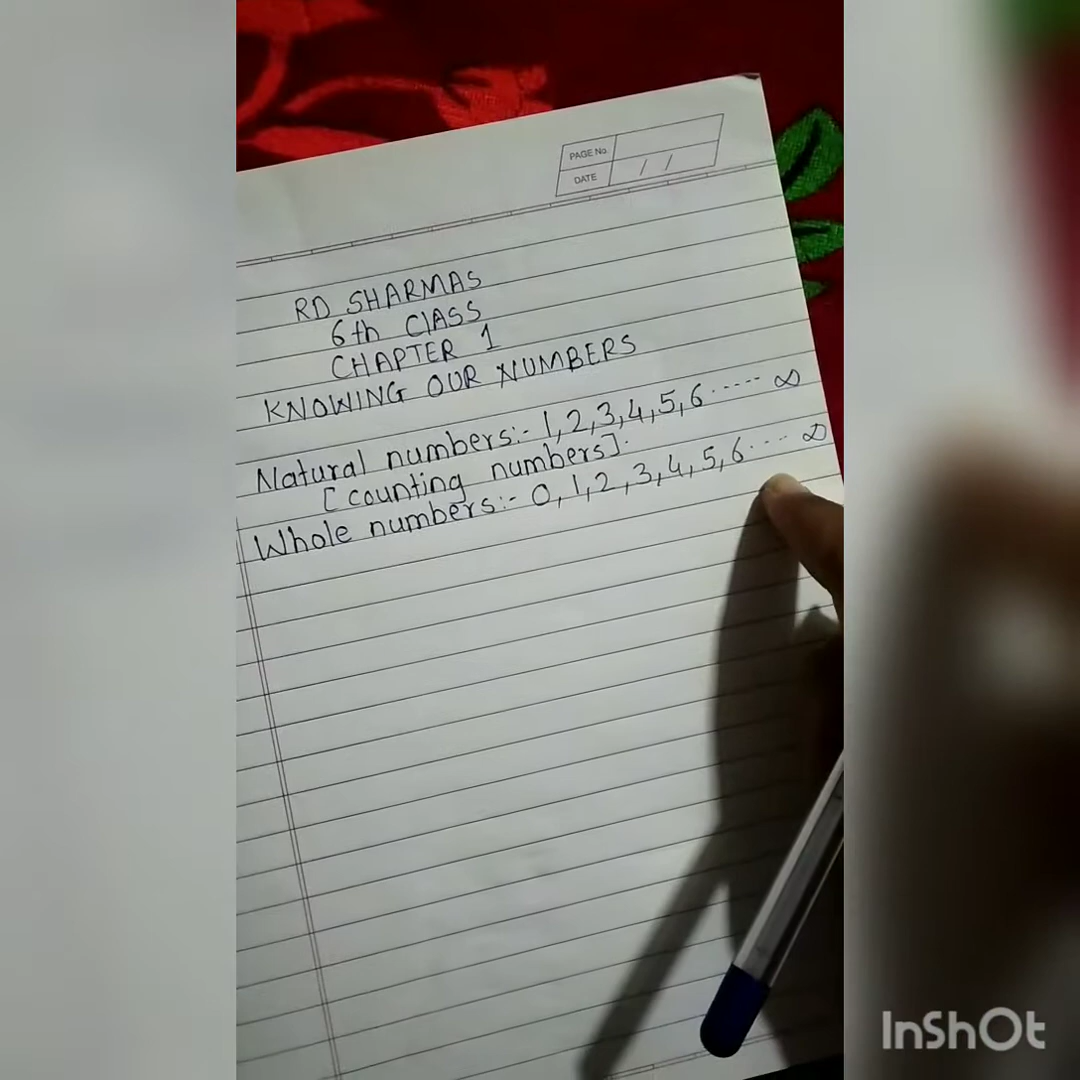 PAGE No.
DATE / /
RD SHARMAS
6th ClASS
CHAPTER 1
KNOWING OUR NUMBERS
Natural numbers:- 1,2,3,4,5,6 ..... ∞
[counting numbers].
Whole numbers:- 0,1,2,3,4,5,6.... ∞
InShOt